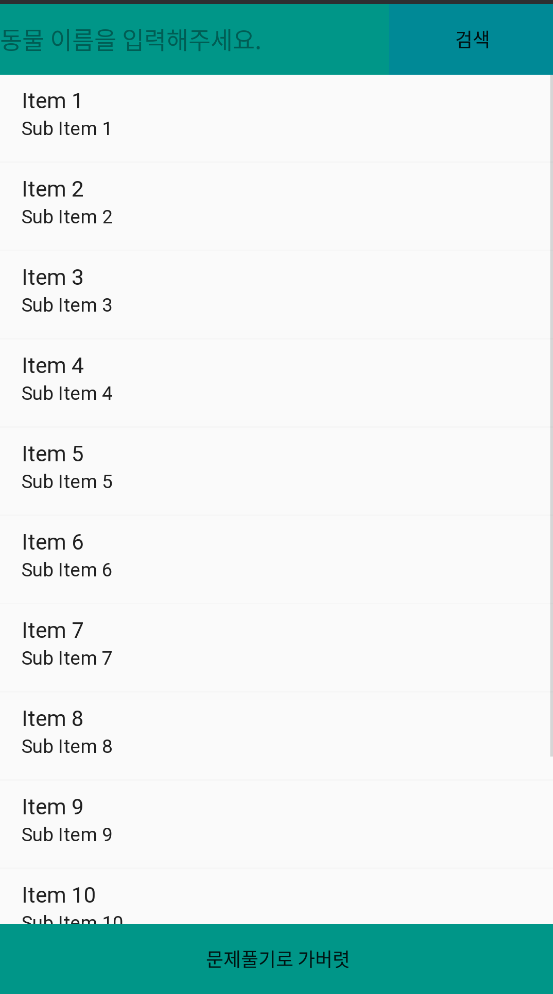 동물 이름을 입력해주세요.
검색
Item 1
Sub Item 1
Item 2
Sub Item 2
Item 3
Sub Item 3
Item 4
Sub Item 4
Item 5
Sub Item 5
Item 6
Sub Item 6
Item 7
Sub Item 7
Item 8
Sub Item 8
Item 9
Sub Item 9
Item 10
Sub Item 10
문제풀기로 가버렷